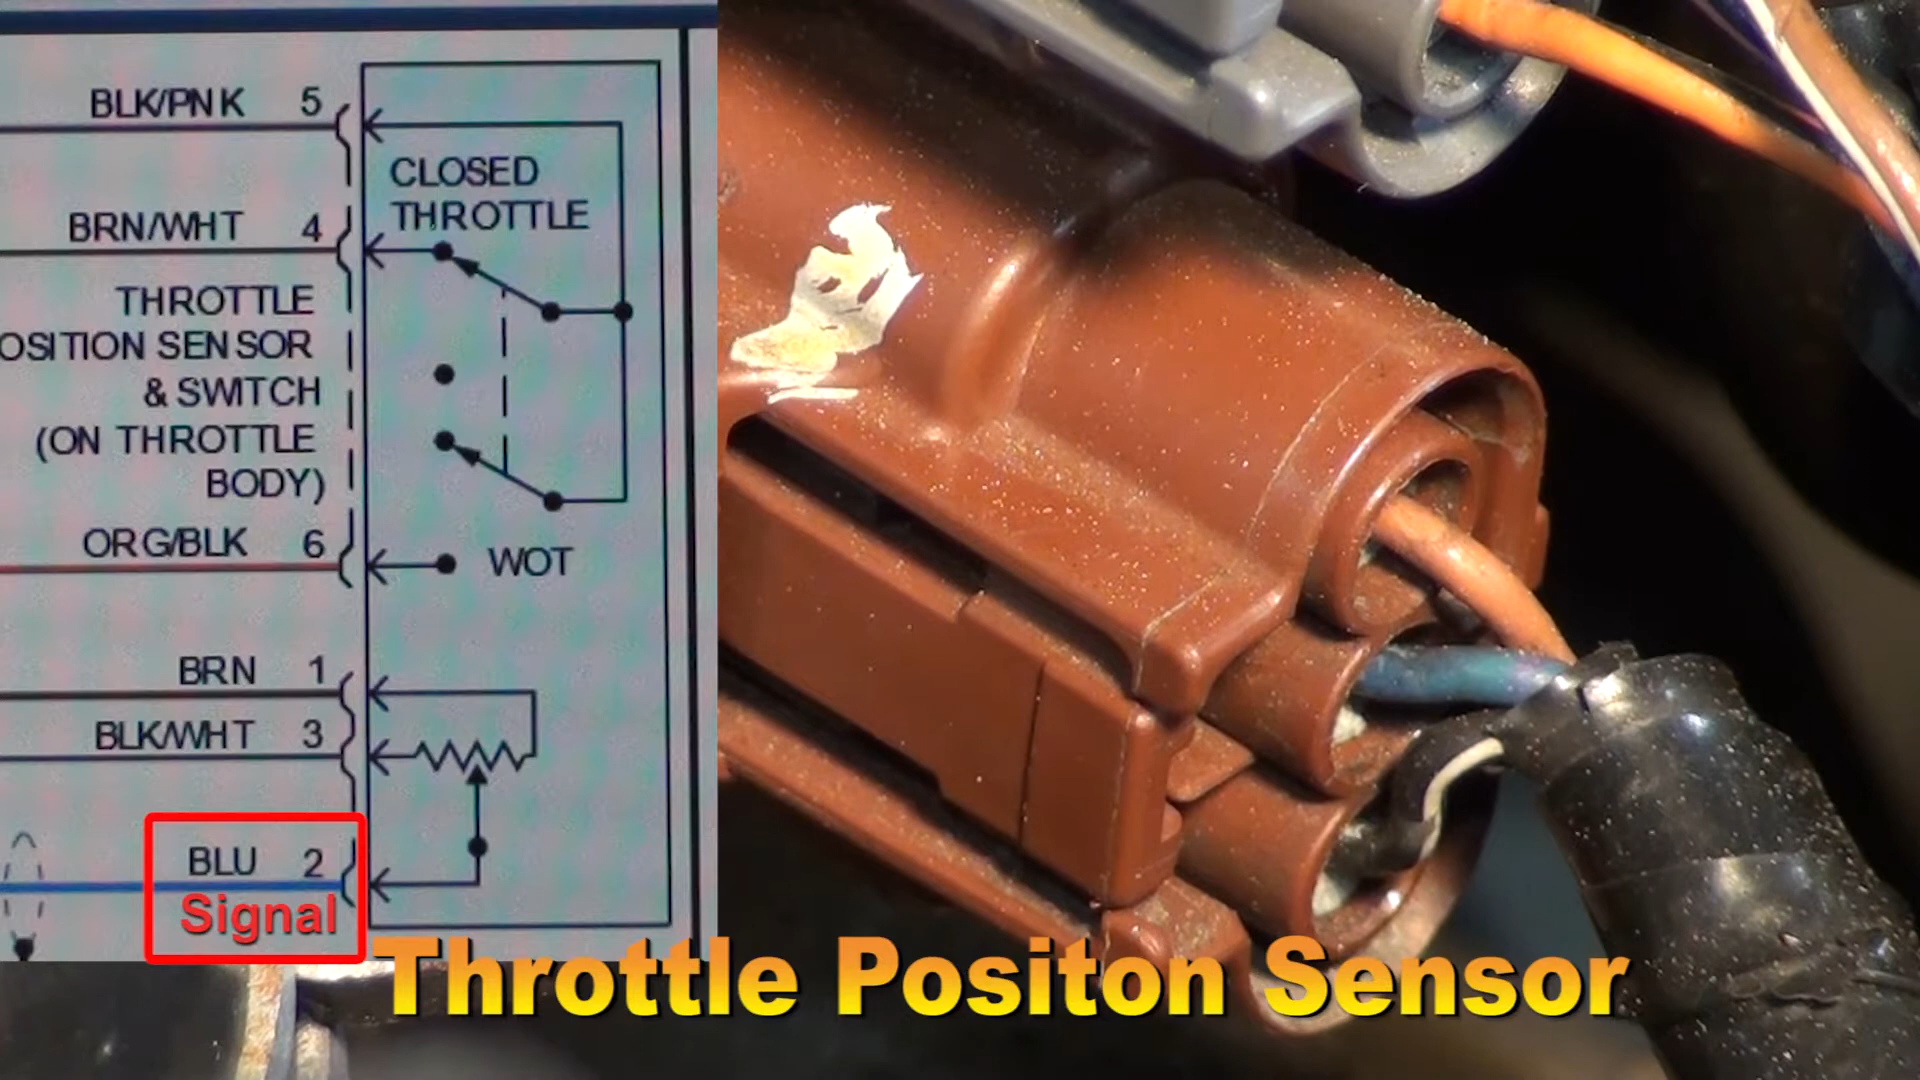 BLK/PNK 5
CLOSED
THROTTLE
BRN/WHT 4
THROTTLE
OSITION SENSOR
& SWITCH
(ON THROTTLE
BODY)
ORG/BLK 6
WOT
BRN 1
BLK/WHT 3
BLU 2
Signal
Throttle Positon Sensor